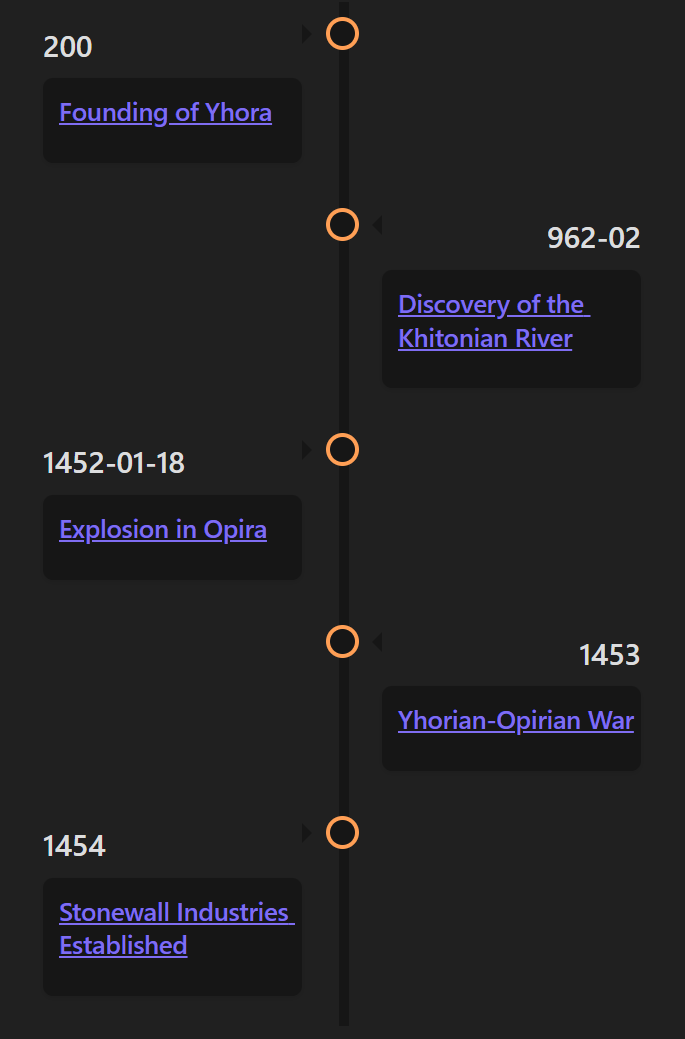 200
Founding of Yhora
962-02
Discovery of the
Khitonian River
1452-01-18
Explosion in Opira
1453
Yhorian-Opirian War
1454
Stonewall Industries
Established